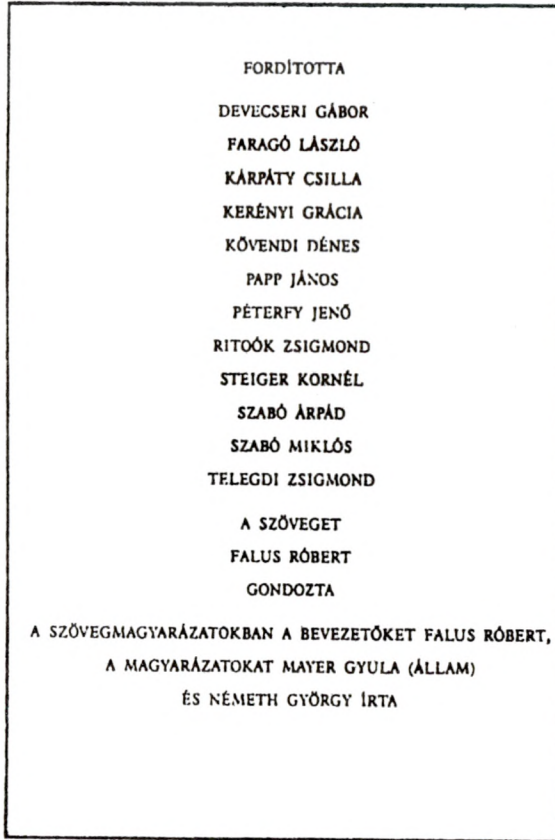 FORDÍTOTTA
DEVECSERI GÁBOR
FARAGÓ LÁSZLÓ
KÁRPÁTY CSILLA
KERÉNYI GRÁCIA
KÖVENDI DÉNES
PAPP JÁNOS
PÉTERFY JENŐ
RITOÓK ZSIGMOND
STEIGER KORNÉL
SZABÓ ÁRPÁD
SZABÓ MIKLÓS
TELEGDI ZSIGMOND
A SZÖVEGET
FALUS RÓBERT
GONDOZTA
A SZÖVEGMAGYARÁZATOKBAN A BEVEZETŐKET FALUS RÓBERT,
A MAGYARÁZATOKAT MAYER GYULA (ÁLLAM)
ÉS NÉMETH GYÖRGY ÍRTA